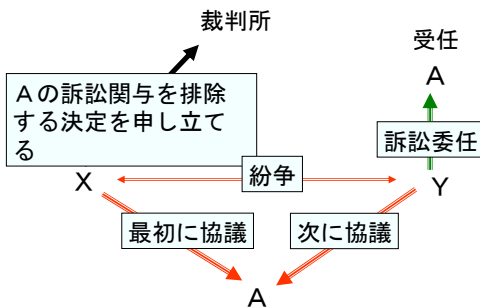 裁判所
受任
A
Aの訴訟関与を排除
する決定を申し立て
る
訴訟委任
X
紛争
Y
最初に協議
次に協議
A